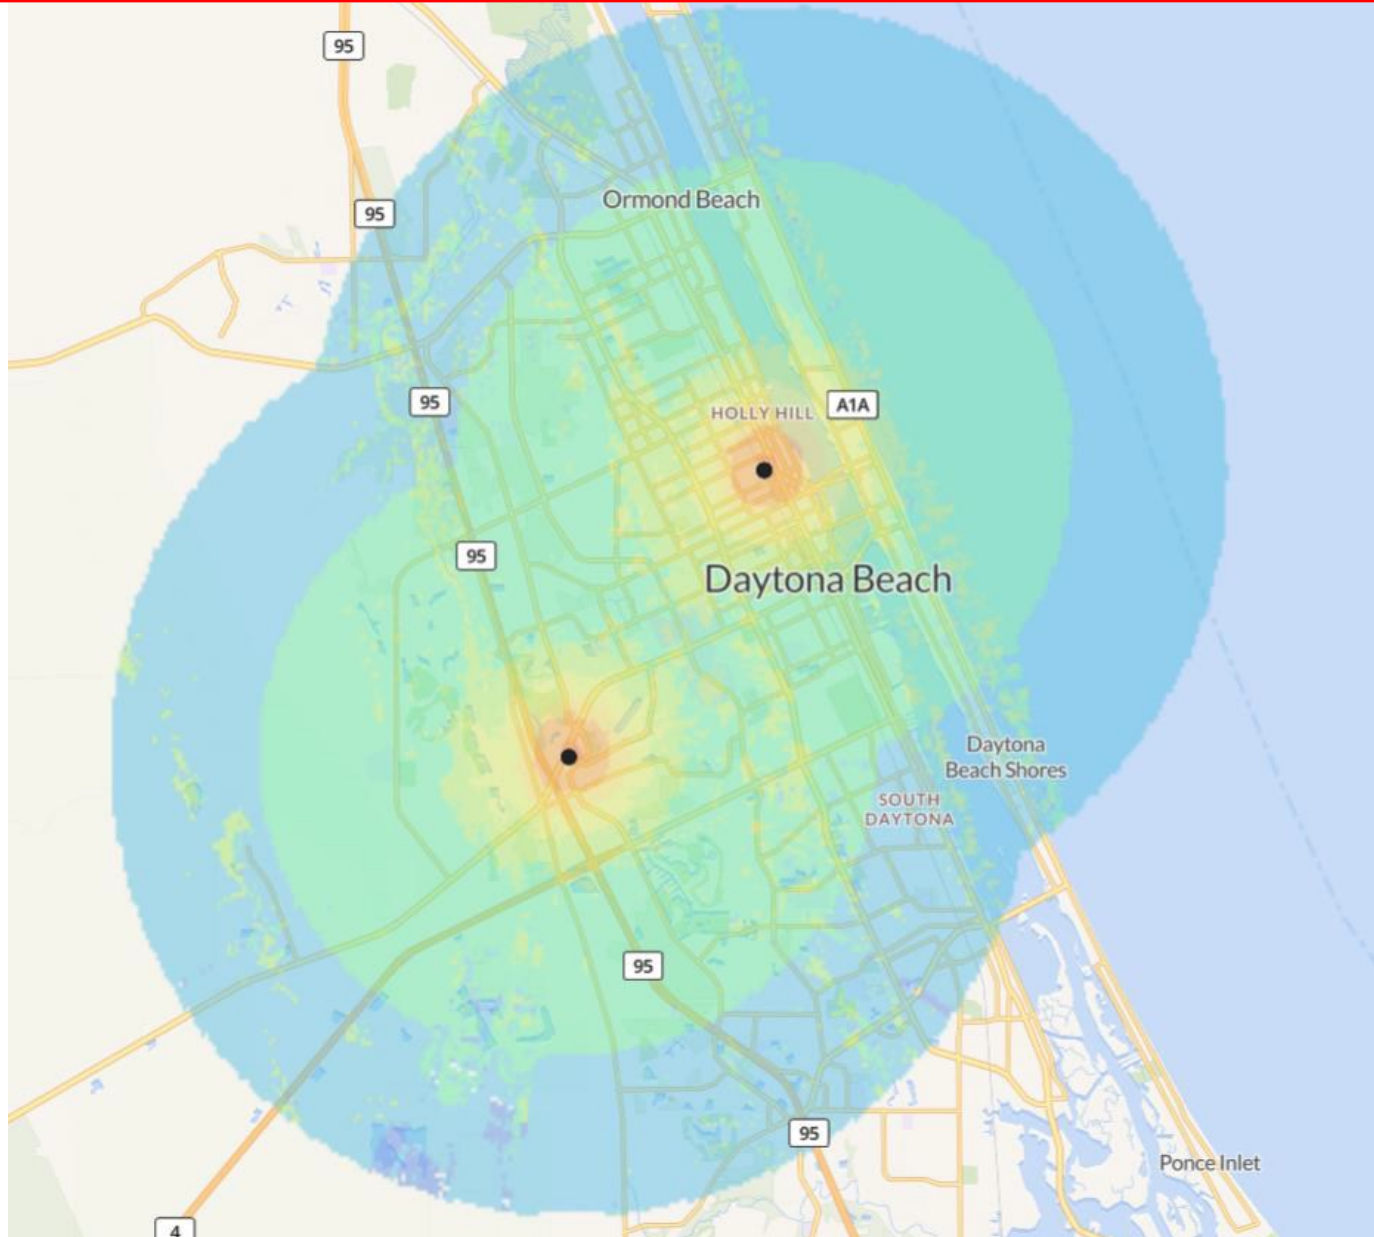 95
95
Ormond Beach
95
HOLLY HILL
A1A
95
Daytona Beach
Daytona
Beach Shores
SOUTH
DAYTONA
95
95
Ponce Inlet
4